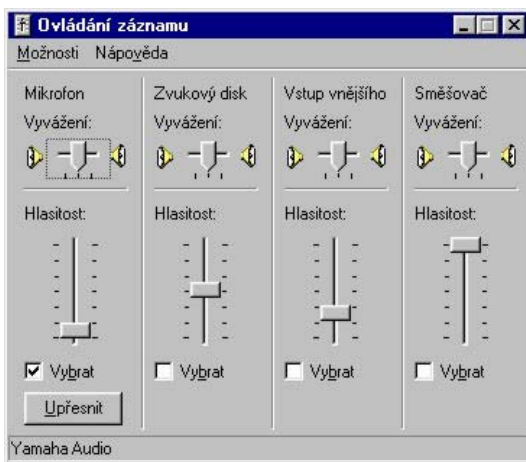 Ovládání záznamu
Možnosti Nápověda
Mikrofon Zvukový disk Vstup vnějšího Směšovač
Vyvážení: Vyvážení: Vyvážení: Vyvážení:
Hlasitost: Hlasitost: Hlasitost: Hlasitost:
Vybrat Vybrat Vybrat Vybrat
Upřesnit
Yamaha Audio